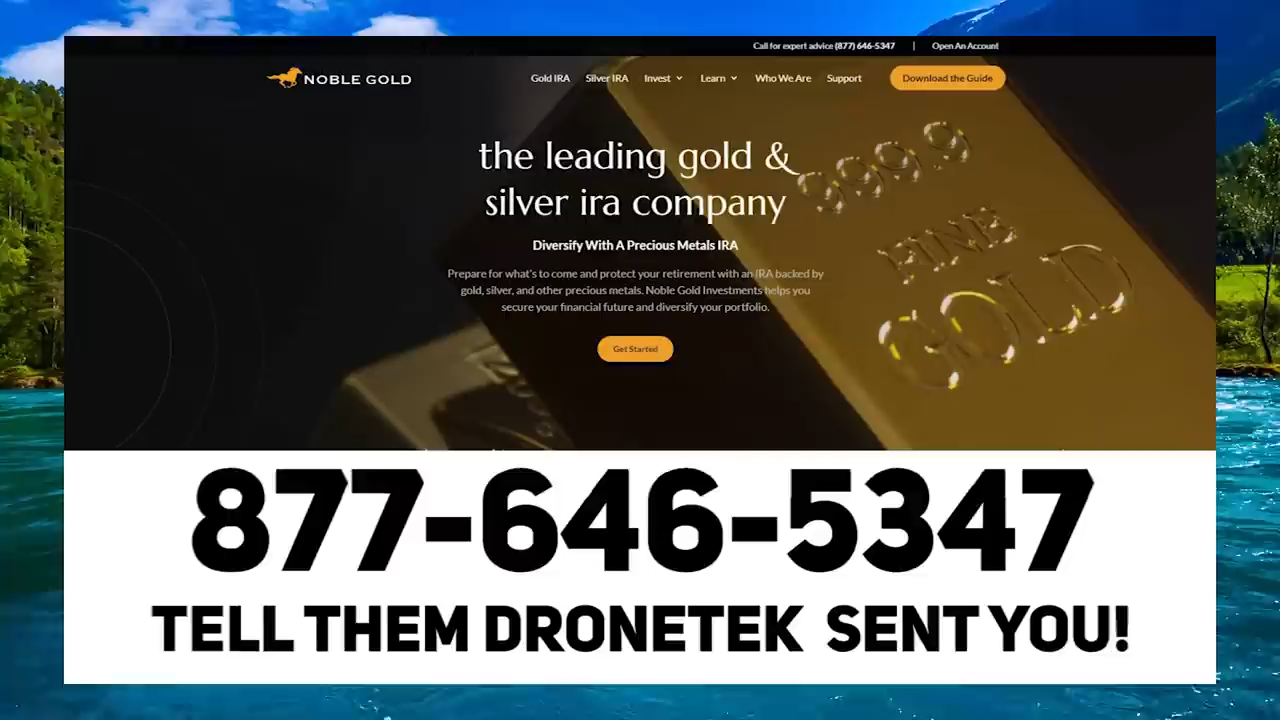 Call for expert advice (877) 646-5347 | Open An Account
NOBLE GOLD
Gold IRA Silver IRA Invest Learn Who We Are Support Download the Guide
the leading gold &
silver ira company
Diversify With A Precious Metals IRA
Prepare for what's to come and protect your retirement with an IRA backed by
gold, silver, and other precious metals. Noble Gold Investments helps you
secure your financial future and diversify your portfolio.
Get Started
999.9
FINE
GOLD
877-646-5347
TELL THEM DRONETEK SENT YOU!